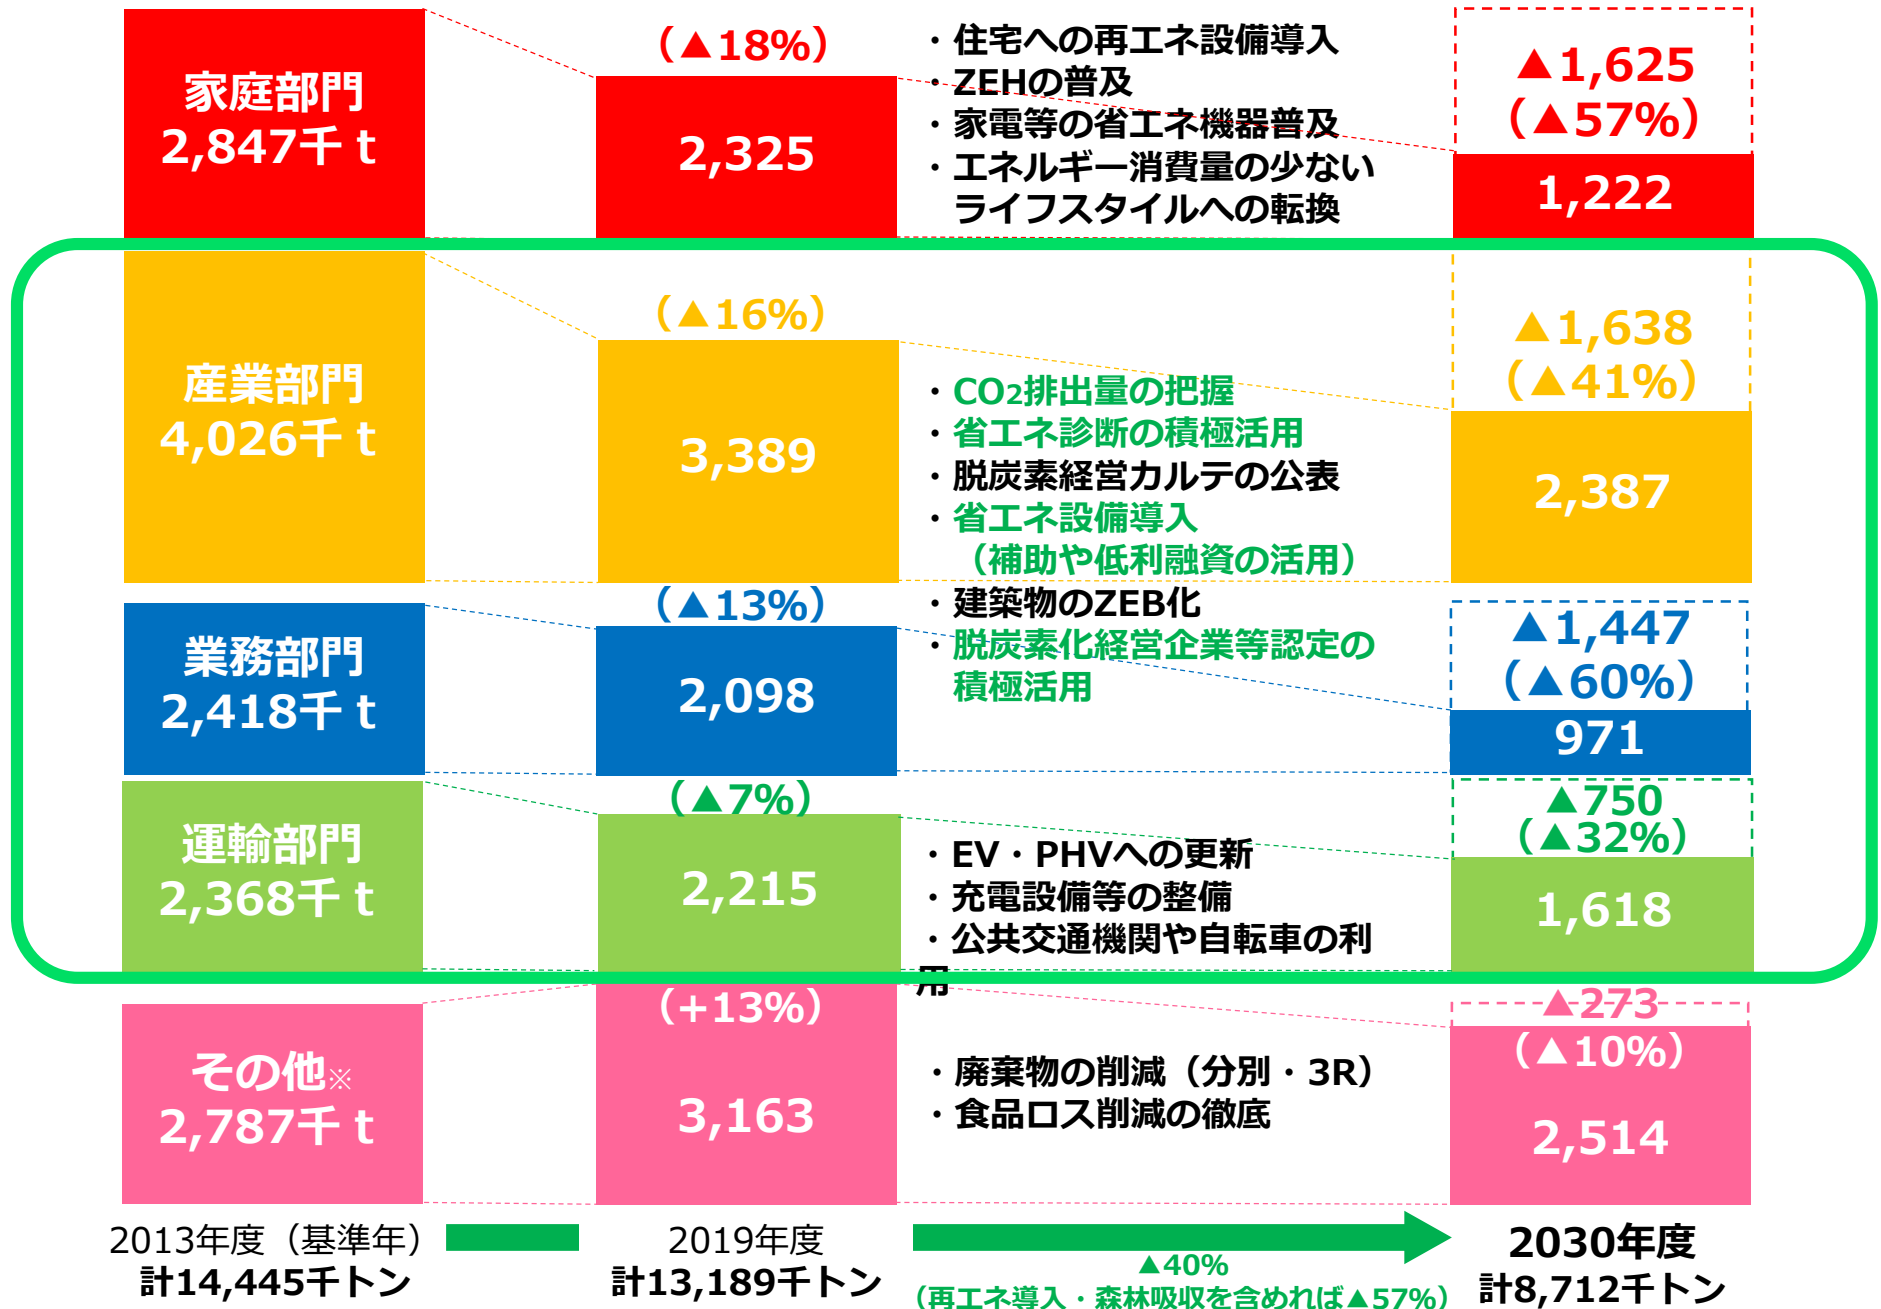 家庭部門
2,847千ｔ
（▲18%）
2,325
・住宅への再エネ設備導入
・ZEHの普及
・家電等の省エネ機器普及
・エネルギー消費量の少ない
ライフスタイルへの転換
▲1,625
（▲57%）
1,222
産業部門
4,026千ｔ
（▲16%）
3,389
・CO2排出量の把握
・省エネ診断の積極活用
・脱炭素経営カルテの公表
・省エネ設備導入
（補助や低利融資の活用）
・建築物のZEB化
・脱炭素化経営企業等認定の
積極活用
▲1,638
（▲41%）
2,387
業務部門
2,418千ｔ
（▲13%）
2,098
▲1,447
（▲60%）
971
運輸部門
2,368千ｔ
（▲7%）
2,215
・EV・PHVへの更新
・充電設備等の整備
・公共交通機関や自転車の利
用
▲750
（▲32%）
1,618
その他※
2,787千ｔ
（+13%）
3,163
・廃棄物の削減（分別・3R）
・食品ロス削減の徹底
▲273
（▲10%）
2,514
2013年度（基準年）
計14,445千トン
2019年度
計13,189千トン
▲40%
（再エネ導入・森林吸収を含めれば▲57%）
2030年度
計8,712千トン